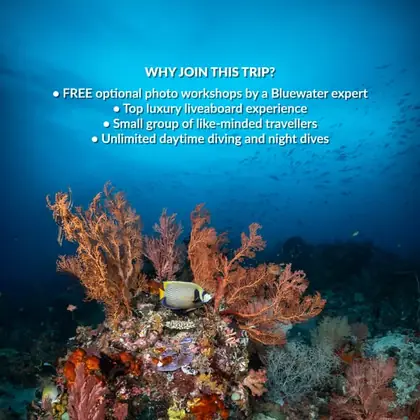 WHY JOIN THIS TRIP?
● FREE optional photo workshops by a Bluewater expert
● Top luxury liveaboard experience
● Small group of like-minded travellers
● Unlimited daytime diving and night dives